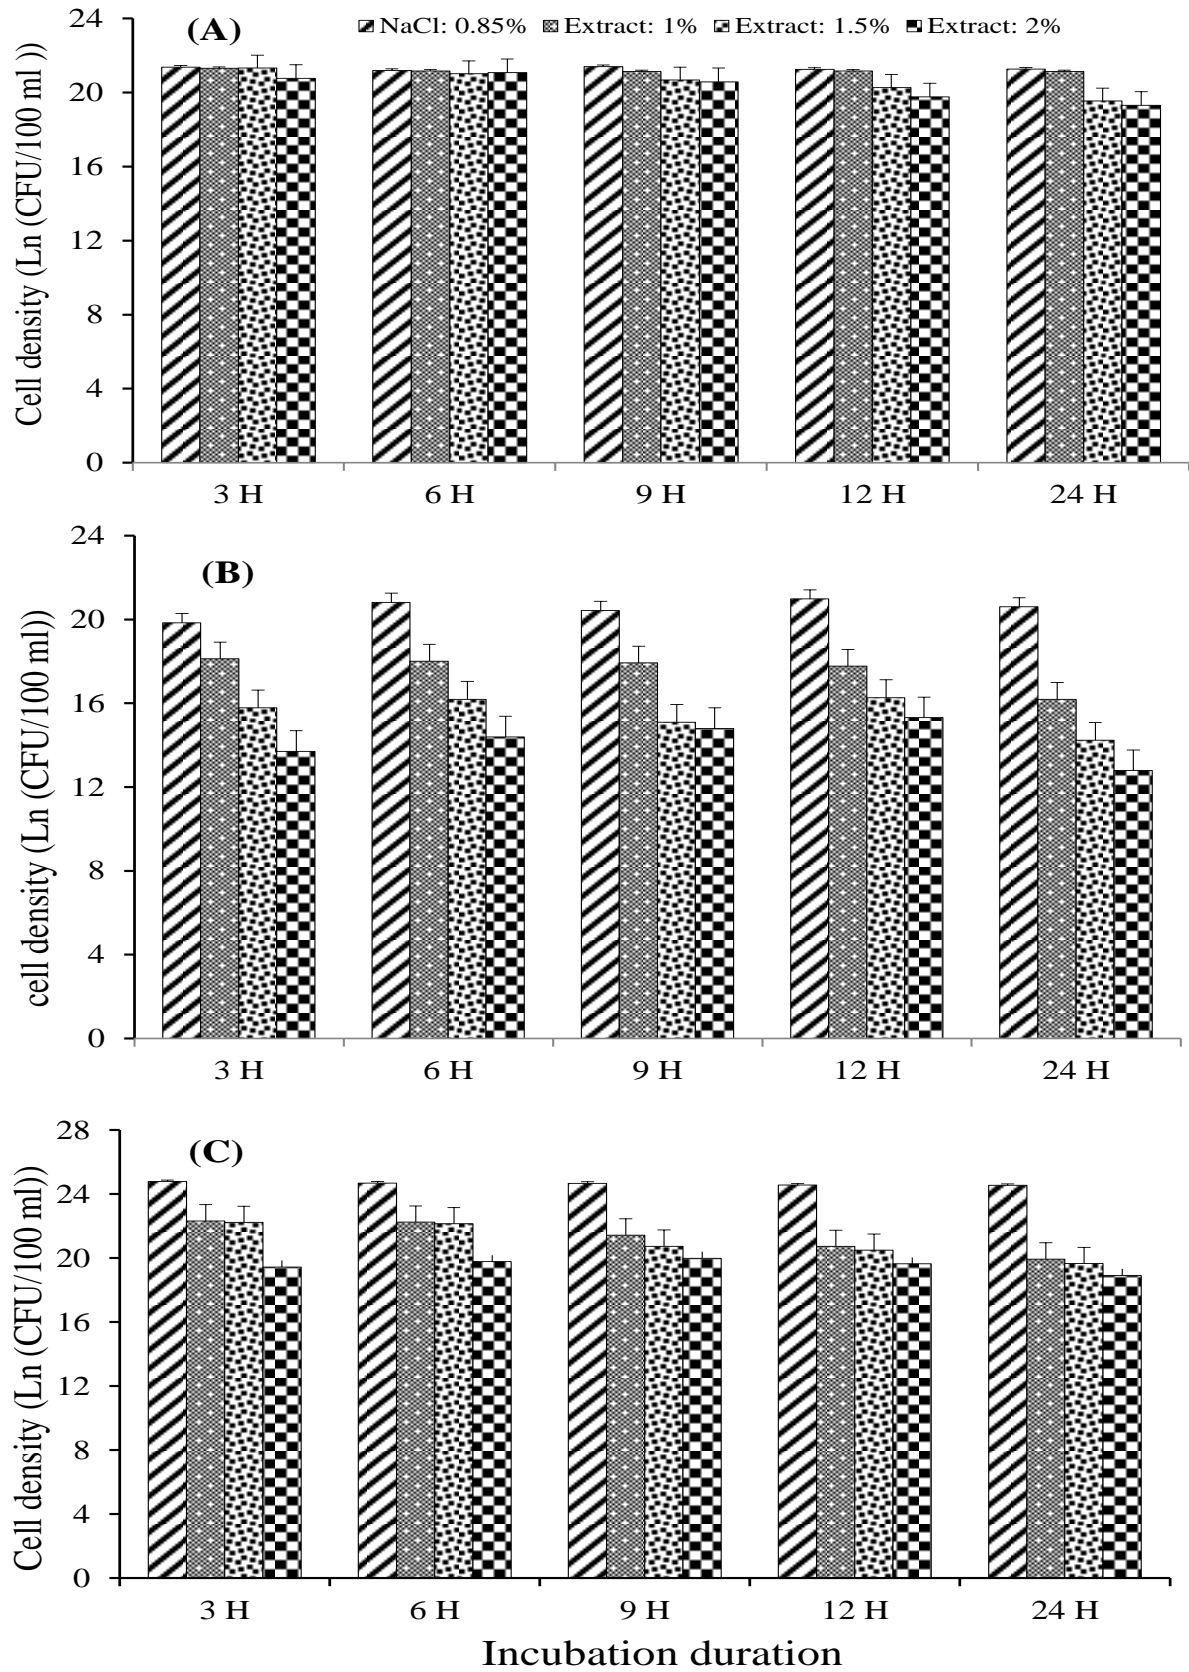 (A)
NaCl: 0.85% Extract: 1% Extract: 1.5% Extract: 2%
Cell density (Ln (CFU/100 ml ))
24
20
16
12
8
4
0
3 H 6 H 9 H 12 H 24 H
(B)
cell density (Ln (CFU/100 ml))
24
20
16
12
8
4
0
3 H 6 H 9 H 12 H 24 H
(C)
Cell density (Ln (CFU/100 ml))
28
24
20
16
12
8
4
0
3 H 6 H 9 H 12 H 24 H
Incubation duration